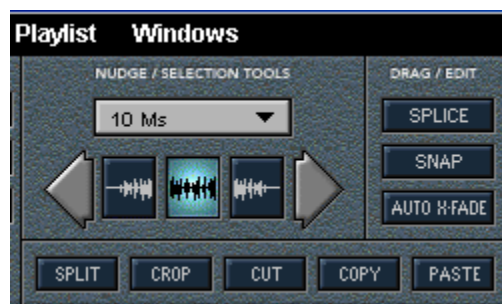 Playlist Windows
NUDGE / SELECTION TOOLS
DRAG / EDIT
10 Ms
SPLICE
SNAP
AUTO X-FADE
SPLIT CROP CUT COPY PASTE